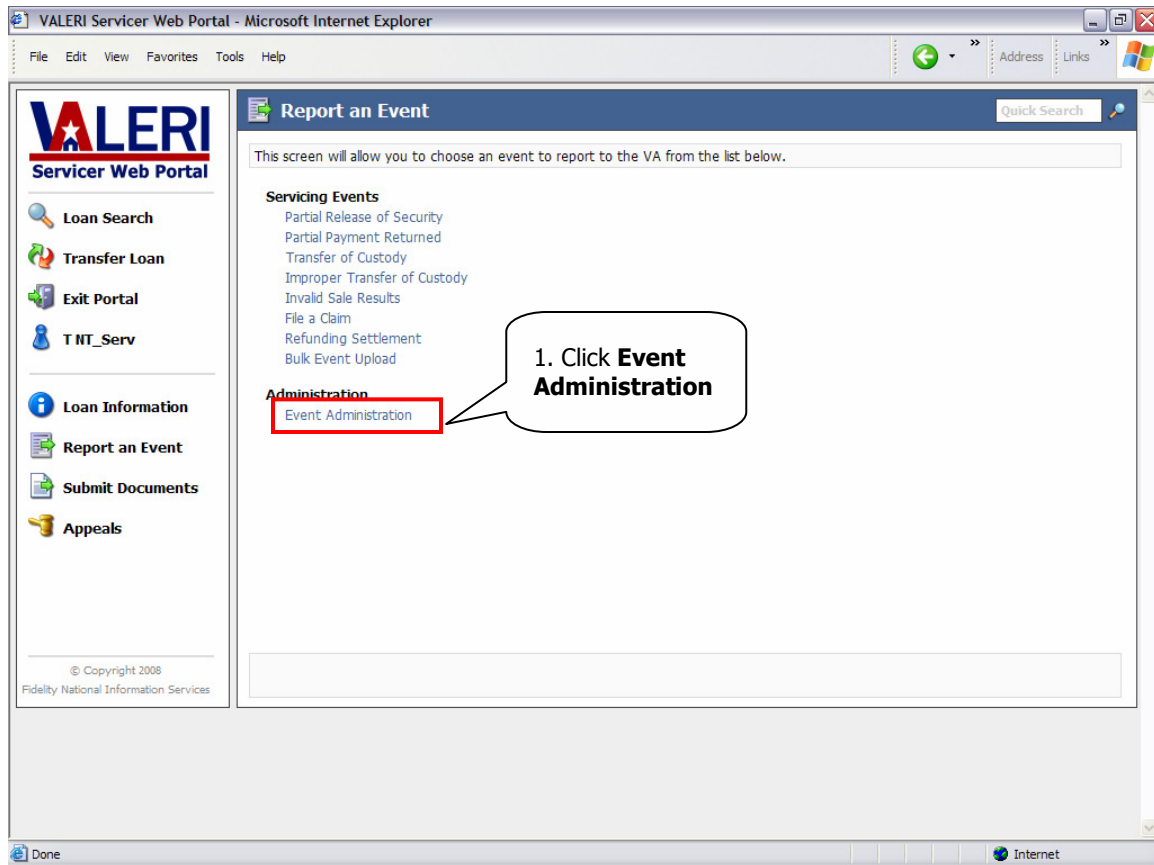 VALERI Servicer Web Portal - Microsoft Internet Explorer
File Edit View Favorites Tools Help
» Address Links »
VALERI
Servicer Web Portal
Loan Search
Transfer Loan
Exit Portal
T NT_Serv
Loan Information
Report an Event
Submit Documents
Appeals
© Copyright 2008
Fidelity National Information Services
Report an Event
Quick Search
This screen will allow you to choose an event to report to the VA from the list below.
Servicing Events
Partial Release of Security
Partial Payment Returned
Transfer of Custody
Improper Transfer of Custody
Invalid Sale Results
File a Claim
Refunding Settlement
Bulk Event Upload
Administration
Event Administration
1. Click Event
Administration
Done
Internet